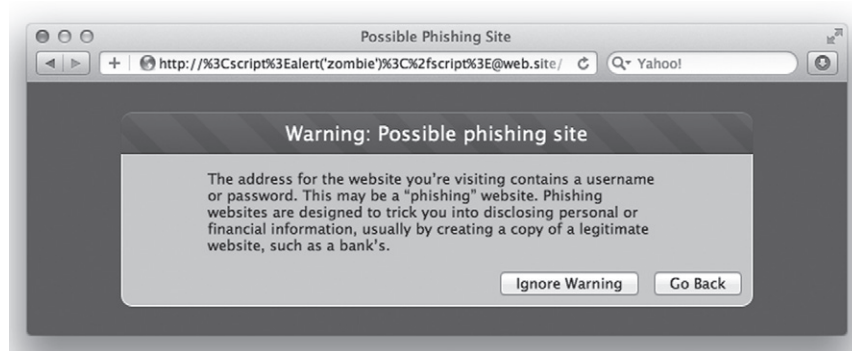 Possible Phishing Site
+ http://%3Cscript%3Ealert('zombie')%3C%2fscript%3E@web.site/ Yahoo!
Warning: Possible phishing site
The address for the website you're visiting contains a username
or password. This may be a “phishing” website. Phishing
websites are designed to trick you into disclosing personal or
financial information, usually by creating a copy of a legitimate
website, such as a bank's.
Ignore Warning Go Back